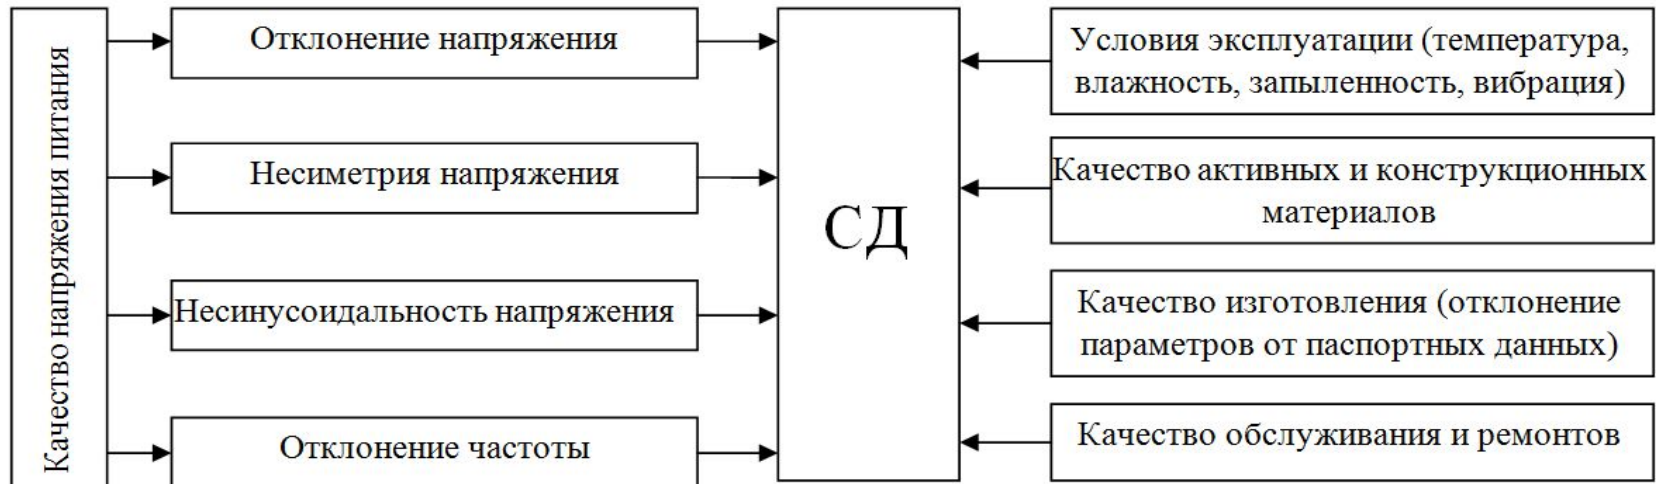 Качество напряжения питания
Отклонение напряжения
Несиметрия напряжения
Несинусоидальность напряжения
Отклонение частоты
СД
Условия эксплуатации (температура,
влажность, запыленность, вибрация)
Качество активных и конструкционных
материалов
Качество изготовления (отклонение
параметров от паспортных данных)
Качество обслуживания и ремонтов